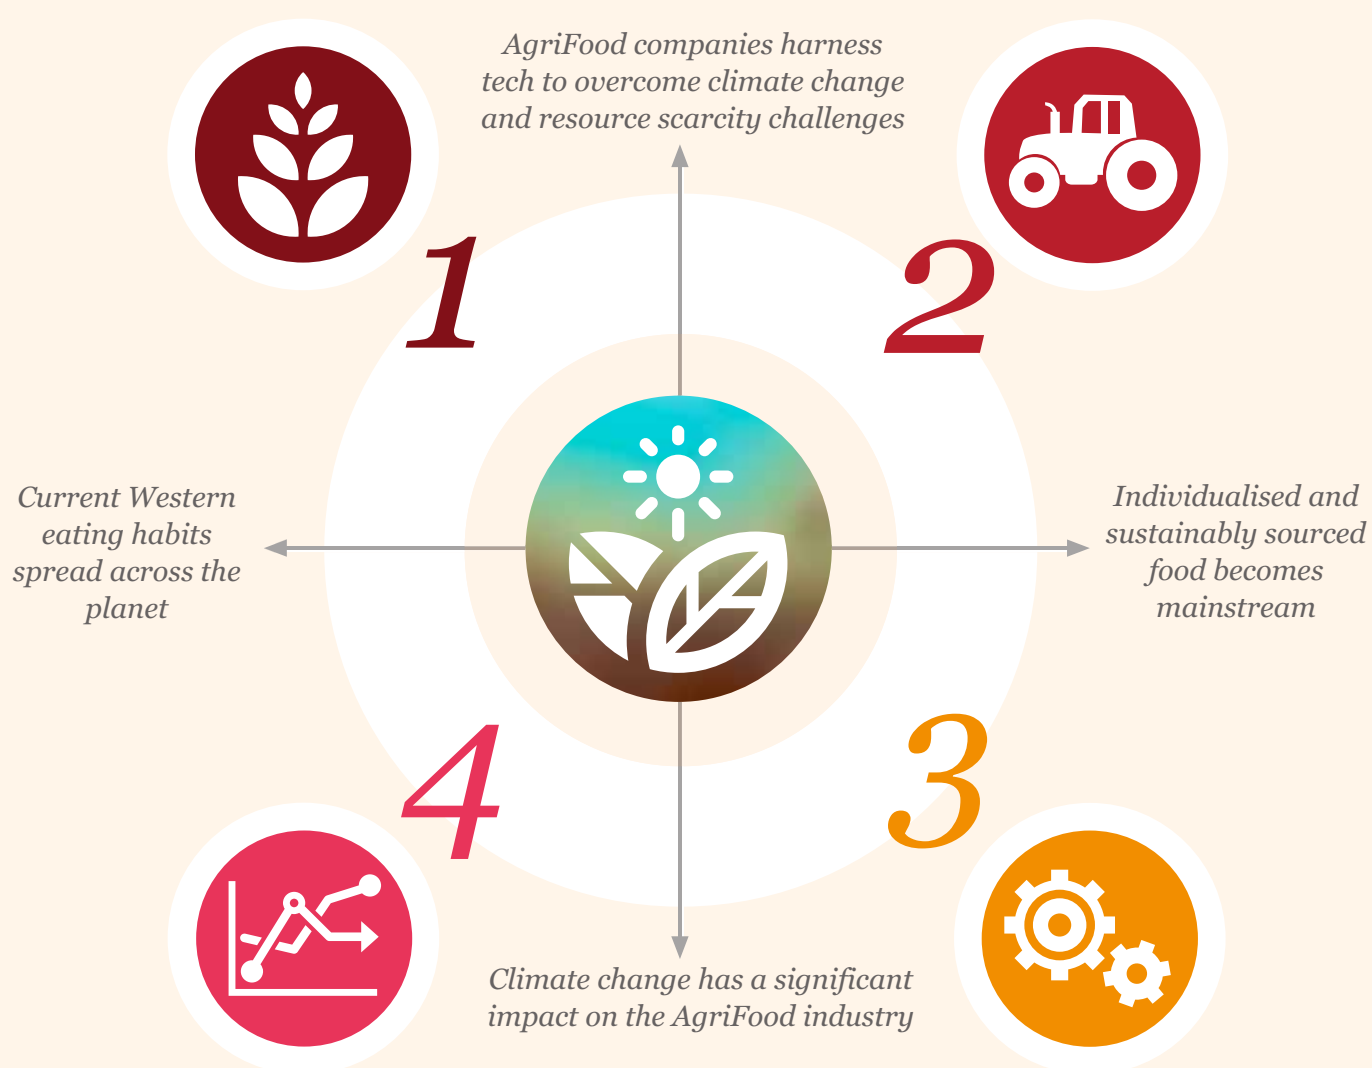 AgriFood companies harness
tech to overcome climate change
and resource scarcity challenges
1
2
Current Western
eating habits
spread across the
planet
Individualised and
sustainably sourced
food becomes
mainstream
4
3
Climate change has a significant
impact on the AgriFood industry